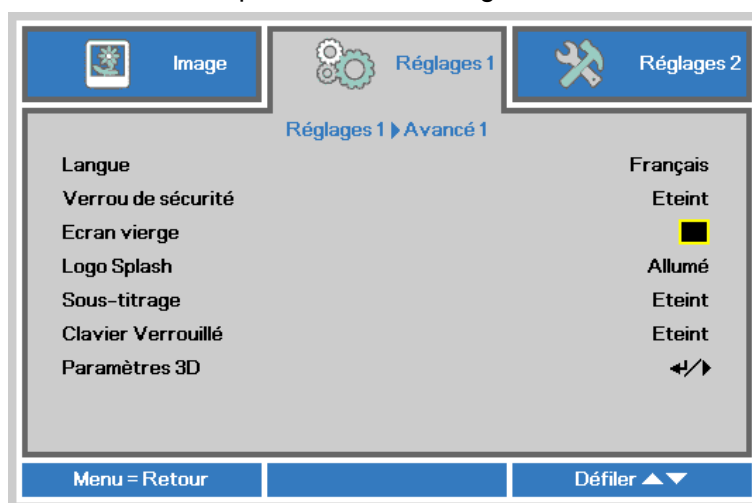 Image
Réglages 1
Réglages 2
Réglages 1 Avancé 1
Langue Français
Verrou de sécurité Eteint
Ecran vierge
Logo Splash Allumé
Sous-titrage Eteint
Clavier Verrouillé Eteint
Paramètres 3D
Menu = Retour
Défiler